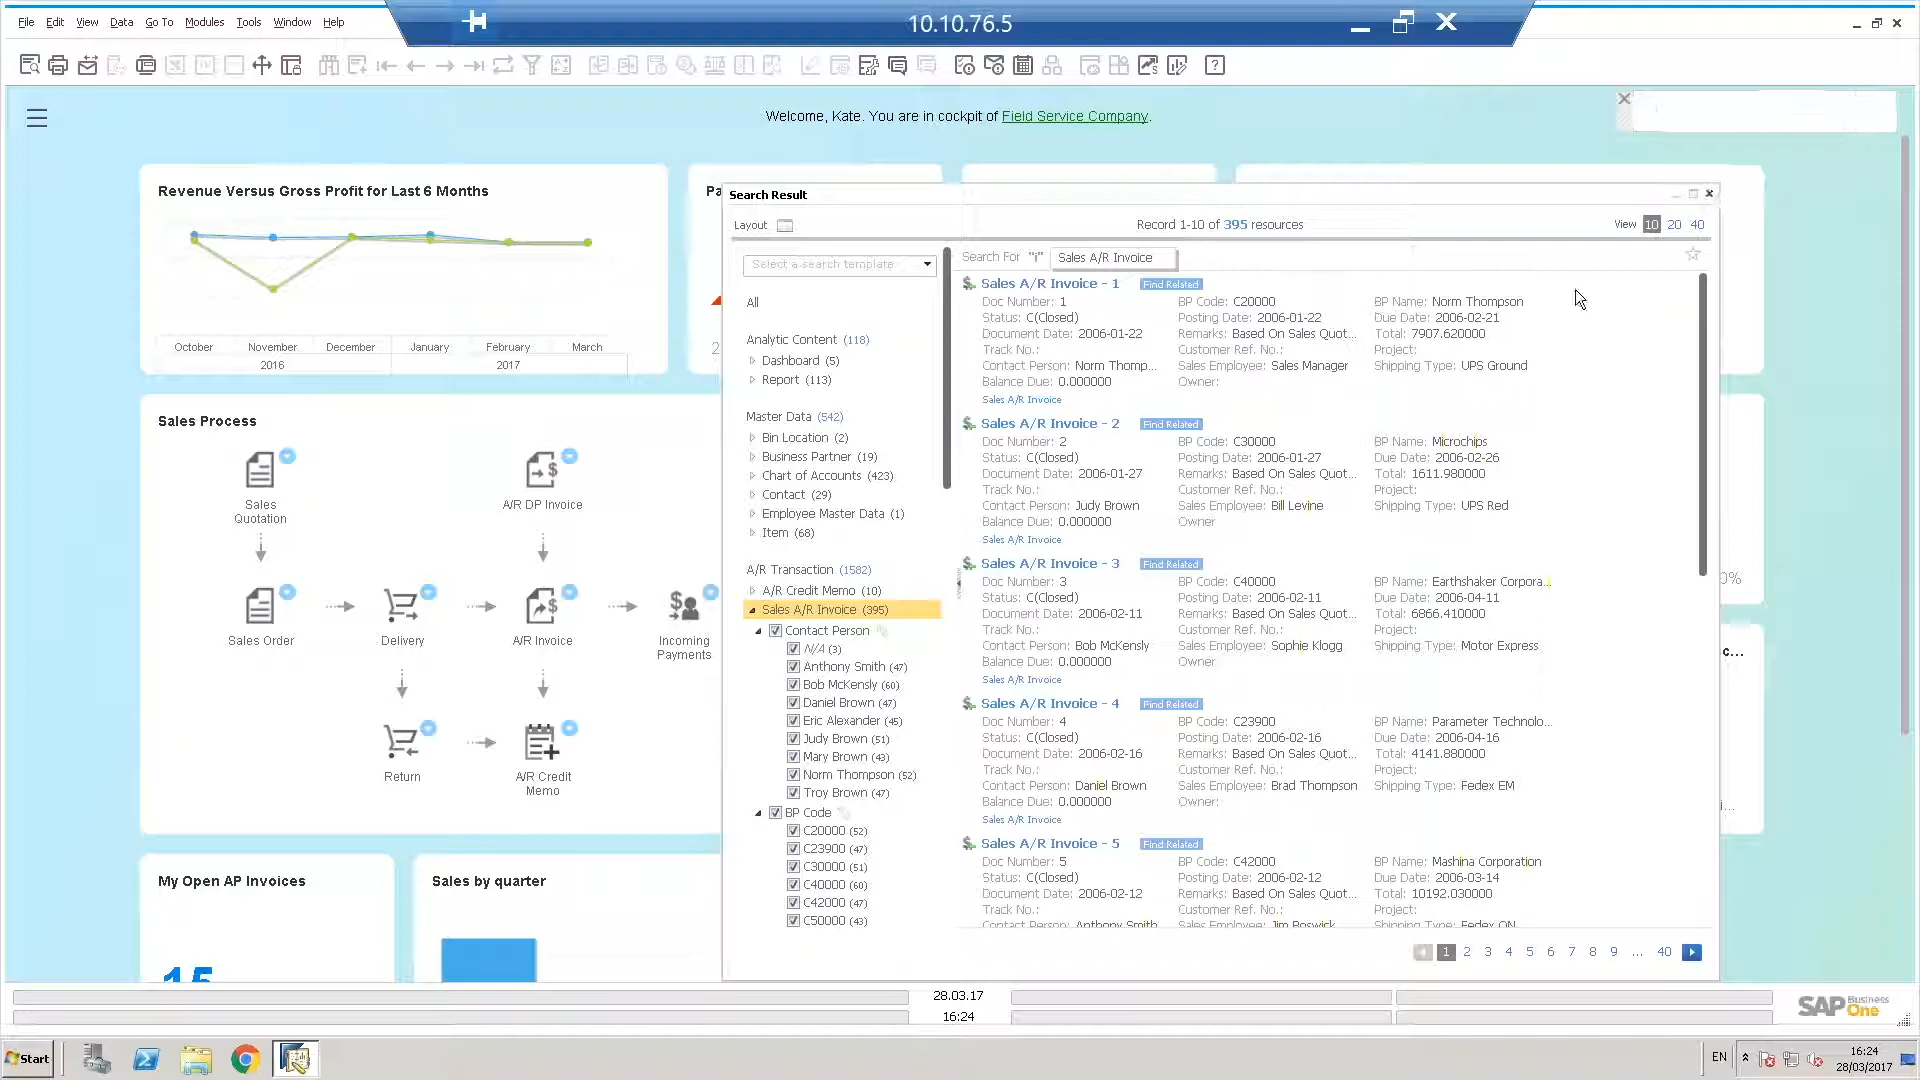 File Edit View Data Go To Modules Tools Window Help
10.10.76.5
Welcome, Kate. You are in cockpit of Field Service Company.
Revenue Versus Gross Profit for Last 6 Months
October November December January February March
2016 2017
Pa
2
Sales Process
Sales Quotation
A/R DP Invoice
Sales Order
Delivery
A/R Invoice
Incoming Payments
Return
A/R Credit Memo
My Open AP Invoices
15
Sales by quarter
Search Result
Layout
Record 1-10 of 395 resources
View 10 20 40
Select a search template
Search For "i" Sales A/R Invoice
All
Analytic Content (118)
Dashboard (5)
Report (113)
Master Data (542)
Bin Location (2)
Business Partner (19)
Chart of Accounts (423)
Contact (29)
Employee Master Data (1)
Item (68)
A/R Transaction (1582)
A/R Credit Memo (10)
Sales A/R Invoice (395)
Contact Person
N/A (3)
Anthony Smith (47)
Bob McKensly (60)
Daniel Brown (47)
Eric Alexander (45)
Judy Brown (51)
Mary Brown (43)
Norm Thompson (52)
Troy Brown (47)
BP Code
C20000 (52)
C23900 (47)
C30000 (51)
C40000 (60)
C42000 (47)
C50000 (43)
Sales A/R Invoice - 1 Find Related
Doc Number: 1 BP Code: C20000 BP Name: Norm Thompson
Status: C(Closed) Posting Date: 2006-01-22 Due Date: 2006-02-21
Document Date: 2006-01-22 Remarks: Based On Sales Quot... Total: 7907.620000
Track No.: Customer Ref. No.: Project:
Contact Person: Norm Thomp... Sales Employee: Sales Manager Shipping Type: UPS Ground
Balance Due: 0.000000 Owner:
Sales A/R Invoice
Sales A/R Invoice - 2 Find Related
Doc Number: 2 BP Code: C30000 BP Name: Microchips
Status: C(Closed) Posting Date: 2006-01-27 Due Date: 2006-02-26
Document Date: 2006-01-27 Remarks: Based On Sales Quot... Total: 1611.980000
Track No.: Customer Ref. No.: Project:
Contact Person: Judy Brown Sales Employee: Bill Levine Shipping Type: UPS Red
Balance Due: 0.000000 Owner
Sales A/R Invoice
Sales A/R Invoice - 3 Find Related
Doc Number: 3 BP Code: C40000 BP Name: Earthshaker Corpora...
Status: C(Closed) Posting Date: 2006-02-11 Due Date: 2006-04-11
Document Date: 2006-02-11 Remarks: Based On Sales Quot... Total: 6866.410000
Track No.: Customer Ref. No.: Project:
Contact Person: Bob McKensly Sales Employee: Sophie Klogg Shipping Type: Motor Express
Balance Due: 0.000000 Owner
Sales A/R Invoice
Sales A/R Invoice - 4 Find Related
Doc Number: 4 BP Code: C23900 BP Name: Parameter Technolo...
Status: C(Closed) Posting Date: 2006-02-16 Due Date: 2006-04-16
Document Date: 2006-02-16 Remarks: Based On Sales Quot... Total: 4141.880000
Track No.: Customer Ref. No.: Project:
Contact Person: Daniel Brown Sales Employee: Brad Thompson Shipping Type: Fedex EM
Balance Due: 0.000000 Owner:
Sales A/R Invoice
Sales A/R Invoice - 5 Find Related
Doc Number: 5 BP Code: C42000 BP Name: Mashina Corporation
Status: C(Closed) Posting Date: 2006-02-12 Due Date: 2006-03-14
Document Date: 2006-02-12 Remarks: Based On Sales Quot... Total: 10192.030000
Track No.: Customer Ref. No.: Project:
Contact Person: Anthony Smith Sales Employee: Jim Boswick Shipping Type: Fedex ON
1 2 3 4 5 6 7 8 9 ... 40
0%
c...
i...
28.03.17
16:24
SAP Business One
Start
EN
16:24
28/03/2017